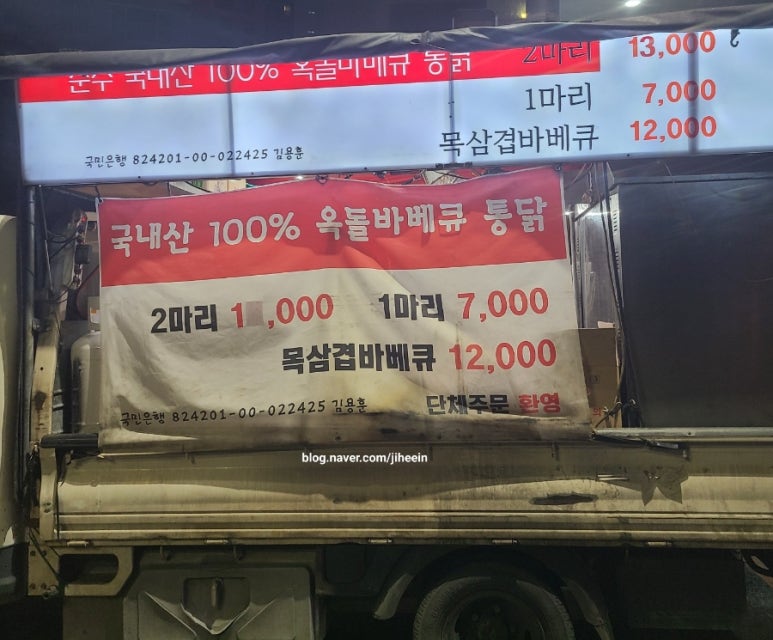 순수 국내산 100% 옥돌바베큐 통닭 2마리 13,000
1마리 7,000
목삼겹바베큐 12,000
국민은행 824201-00-022425 김용훈
국내산 100% 옥돌바베큐 통닭
2마리 1 ,000 1마리 7,000
목삼겹바베큐 12,000
국민은행 824201-00-022425 김용훈 단체주문 환영
blog.naver.com/jiheein